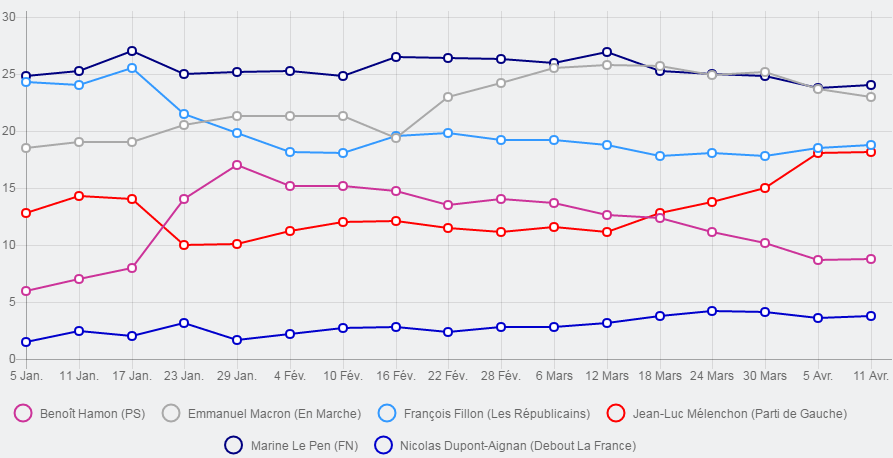 30
25
20
15
10
5
0
5 Jan. 11 Jan. 17 Jan. 23 Jan. 29 Jan. 4 Fév. 10 Fév. 16 Fév. 22 Fév. 28 Fév. 6 Mars 12 Mars 18 Mars 24 Mars 30 Mars 5 Avr. 11 Avr.
Benoît Hamon (PS) Emmanuel Macron (En Marche) François Fillon (Les Républicains) Jean-Luc Mélenchon (Parti de Gauche)
Marine Le Pen (FN) Nicolas Dupont-Aignan (Debout La France)